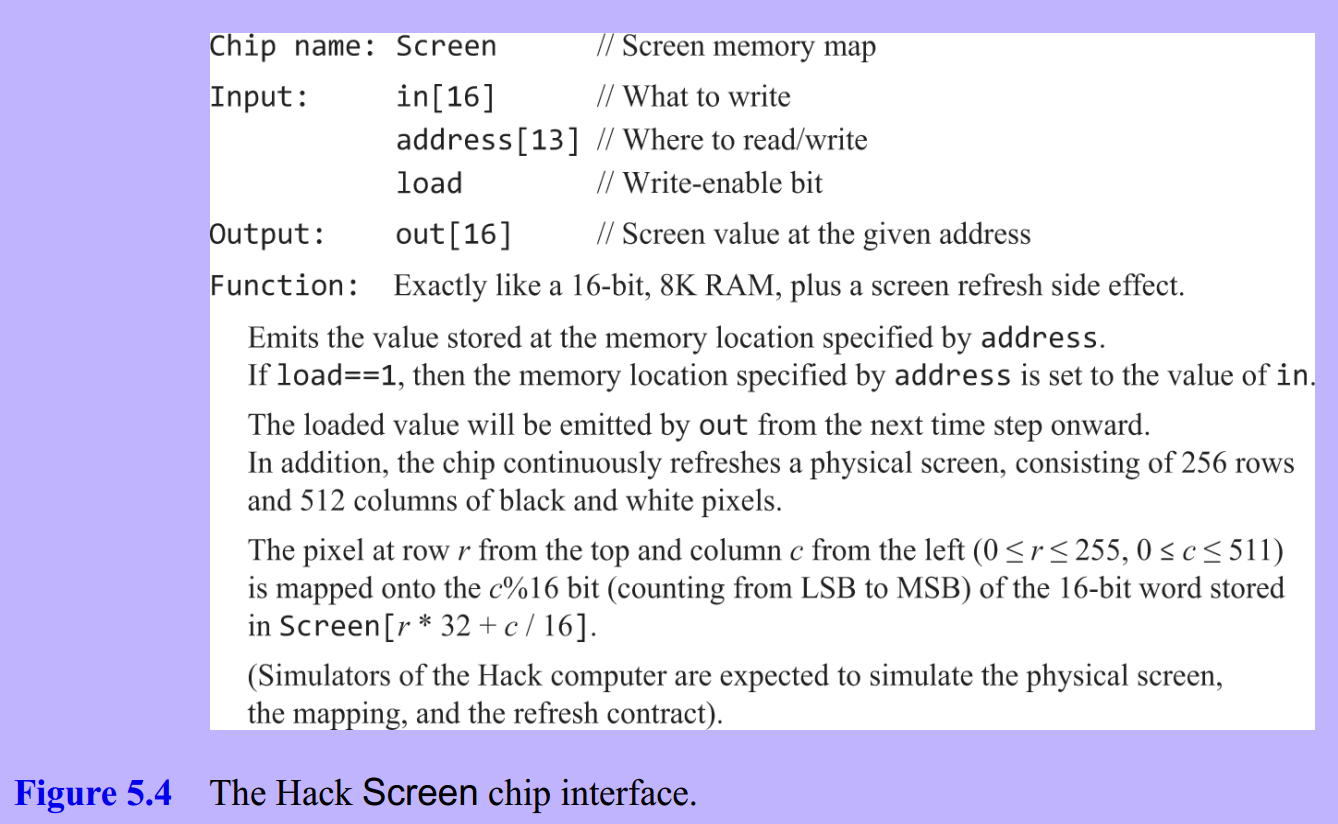 Chip name: Screen // Screen memory map
Input: in[16] // What to write
address[13] // Where to read/write
load // Write-enable bit
Output: out[16] // Screen value at the given address
Function: Exactly like a 16-bit, 8K RAM, plus a screen refresh side effect.
Emits the value stored at the memory location specified by address.
If load==1, then the memory location specified by address is set to the value of in.
The loaded value will be emitted by out from the next time step onward.
In addition, the chip continuously refreshes a physical screen, consisting of 256 rows
and 512 columns of black and white pixels.
The pixel at row r from the top and column c from the left (0 ≤ r ≤ 255, 0 ≤ c ≤ 511)
is mapped onto the c%16 bit (counting from LSB to MSB) of the 16-bit word stored
in Screen[r * 32 + c / 16].
(Simulators of the Hack computer are expected to simulate the physical screen,
the mapping, and the refresh contract).
Figure 5.4 The Hack Screen chip interface.